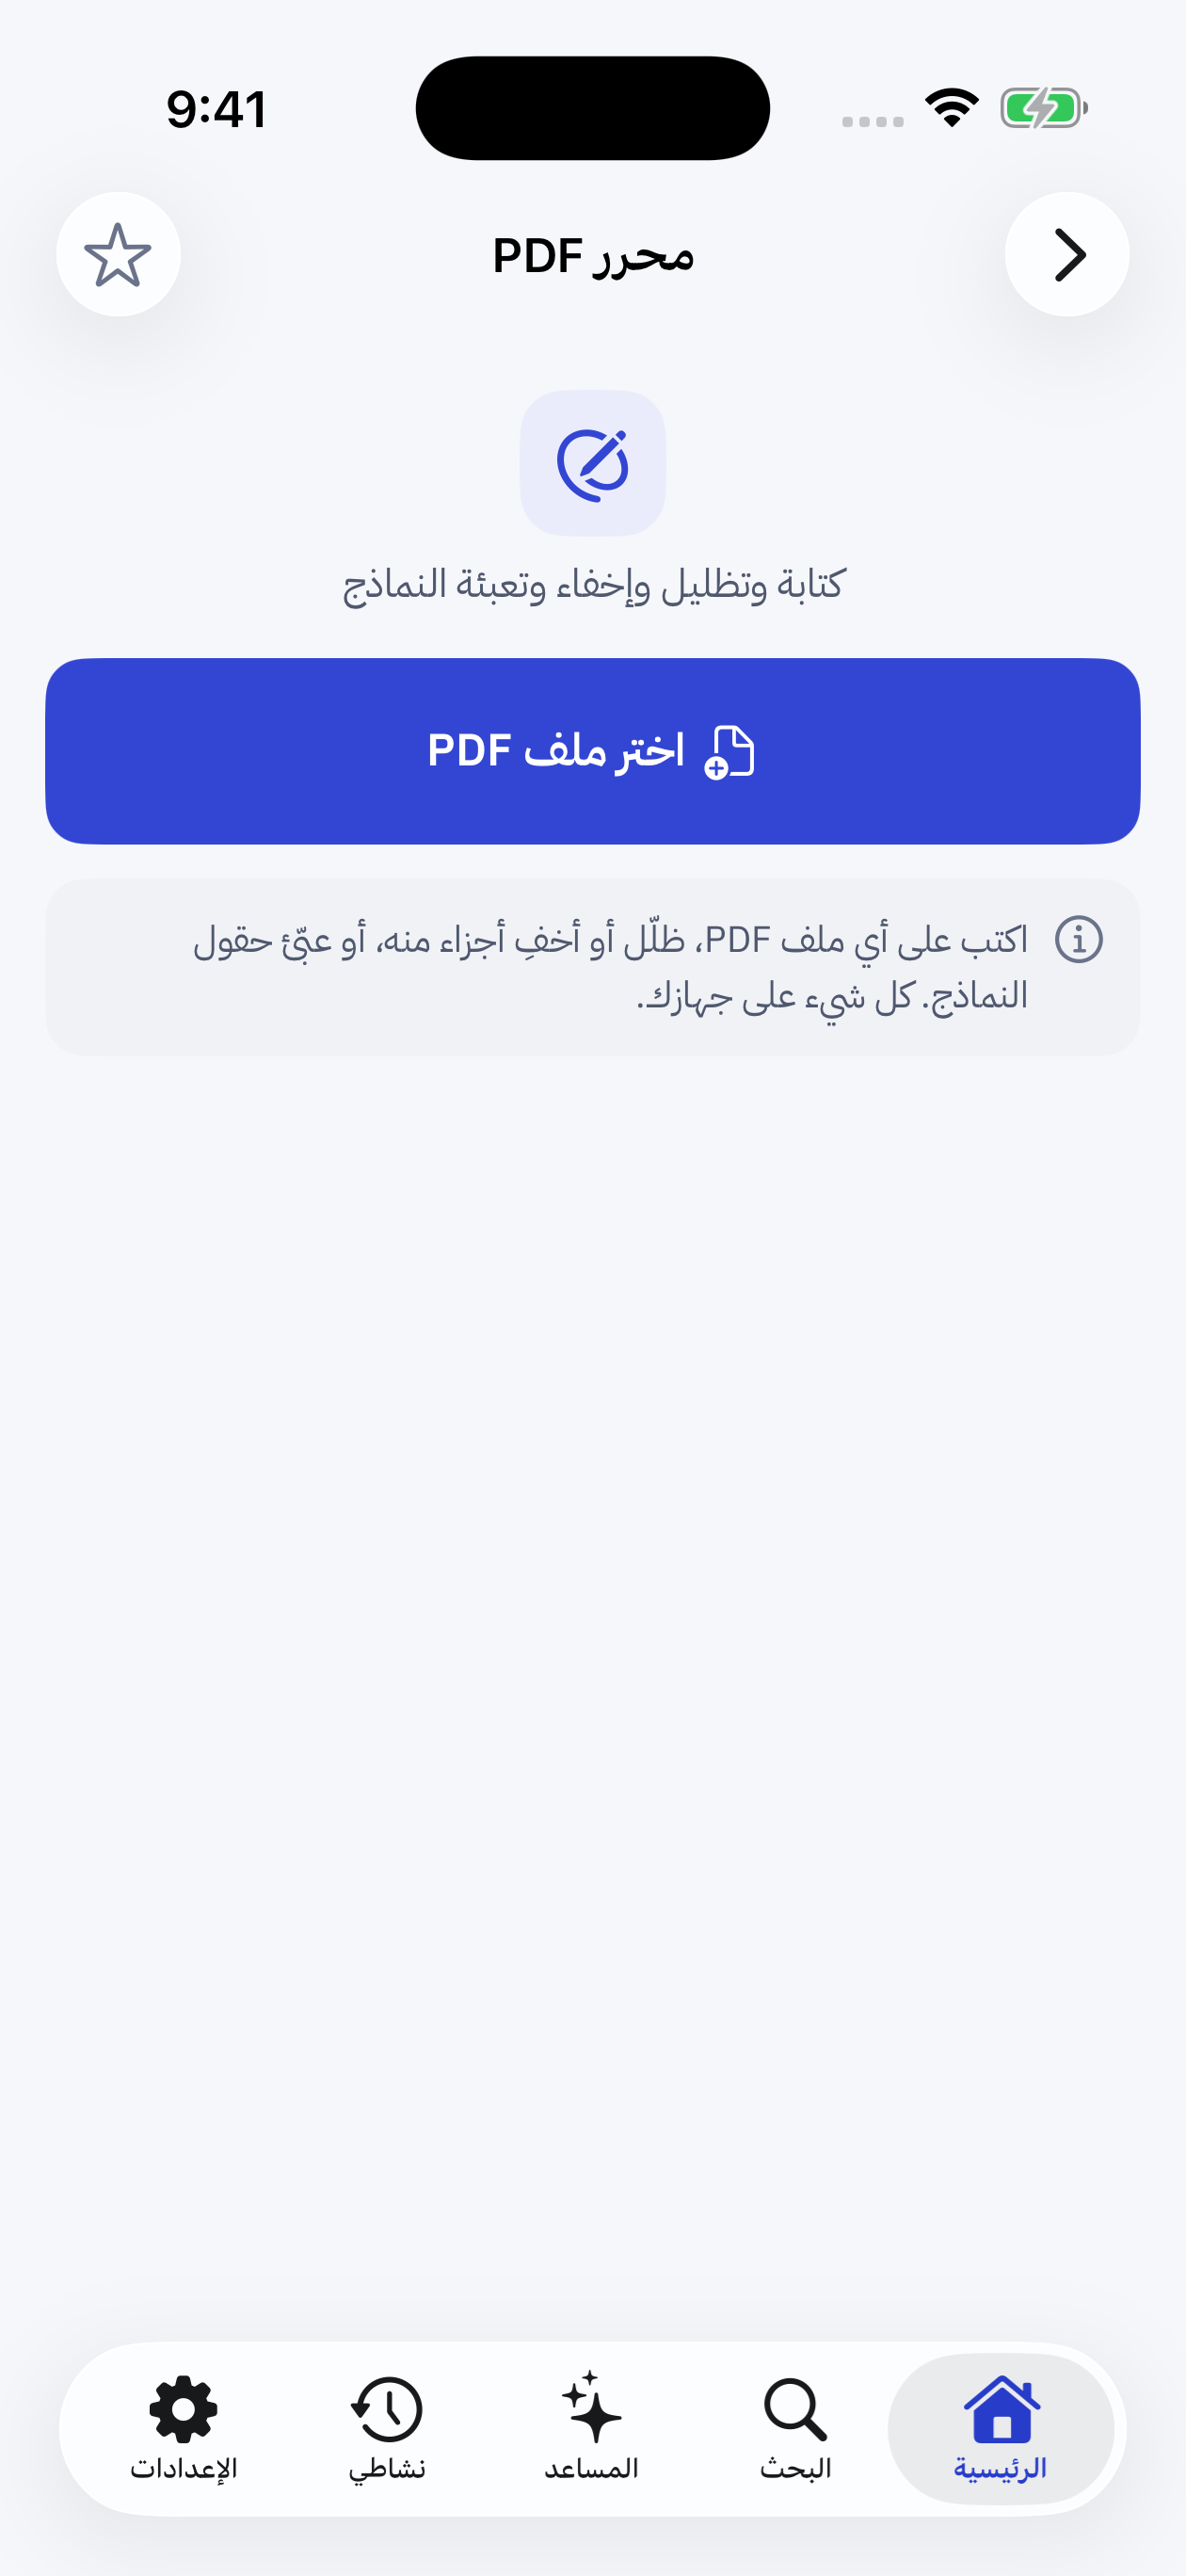 9:41
محرر PDF
كتابة وتظليل وإخفاء وتعبئة النماذج
اختر ملف PDF
اكتب على أي ملف PDF، ظلّل أو أخفِ أجزاء منه، أو عبّئ حقول
النماذج. كل شيء على جهازك.
الرئيسية
البحث
المساعد
نشاطي
الإعدادات